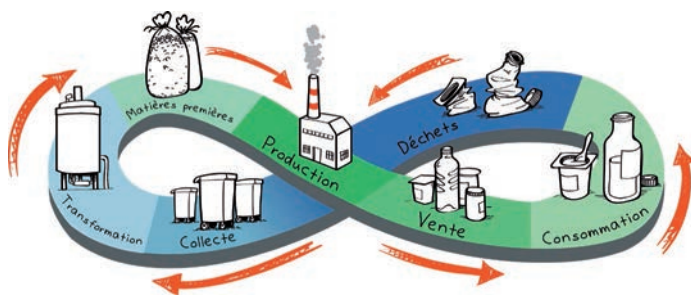 Matières premières
Production
Déchets
Transformation
Collecte
Vente
Consommation